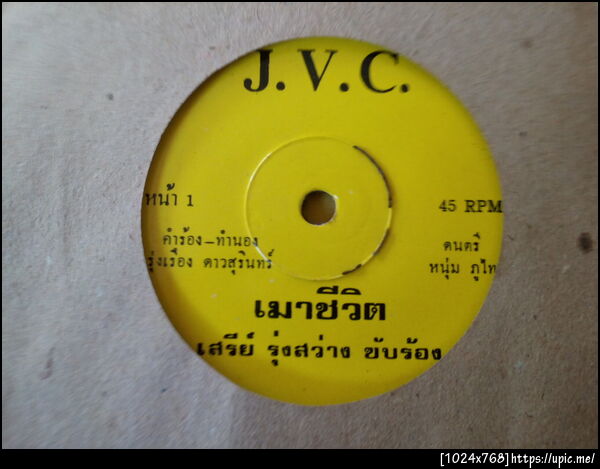 J.V.C.
หน้า 1
45 RPM
คำร้อง-ทำนอง
รุ่งเรือง ดาวสุรินทร์
ดนตรี
หนุ่ม ภูไท
เมาชีวิต
เสรีย์ รุ่งสว่าง ขับร้อง
[1024x768]https://upic.me/